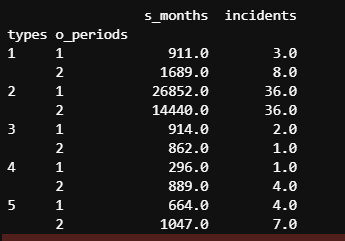 s_months incidents
types o_periods
1 1 911.0 3.0
2 1689.0 8.0
2 1 26852.0 36.0
2 14440.0 36.0
3 1 914.0 2.0
2 862.0 1.0
4 1 296.0 1.0
2 889.0 4.0
5 1 664.0 4.0
2 1047.0 7.0